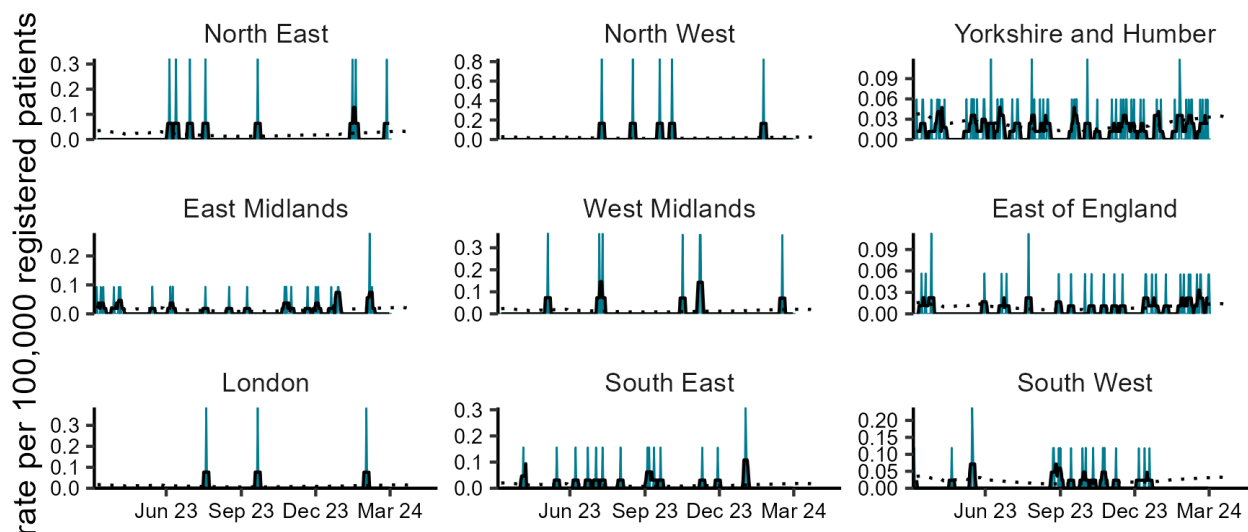 rate per 100,000 registered patients
North East
0.3
0.2
0.1
0.0
North West
0.8
0.6
0.4
0.2
0.0
Yorkshire and Humber
0.09
0.06
0.03
0.00
East Midlands
0.2
0.1
0.0
West Midlands
0.3
0.2
0.1
0.0
East of England
0.09
0.06
0.03
0.00
London
0.3
0.2
0.1
0.0
Jun 23 Sep 23 Dec 23 Mar 24
South East
0.3
0.2
0.1
0.0
Jun 23 Sep 23 Dec 23 Mar 24
South West
0.20
0.15
0.10
0.05
0.00
Jun 23 Sep 23 Dec 23 Mar 24